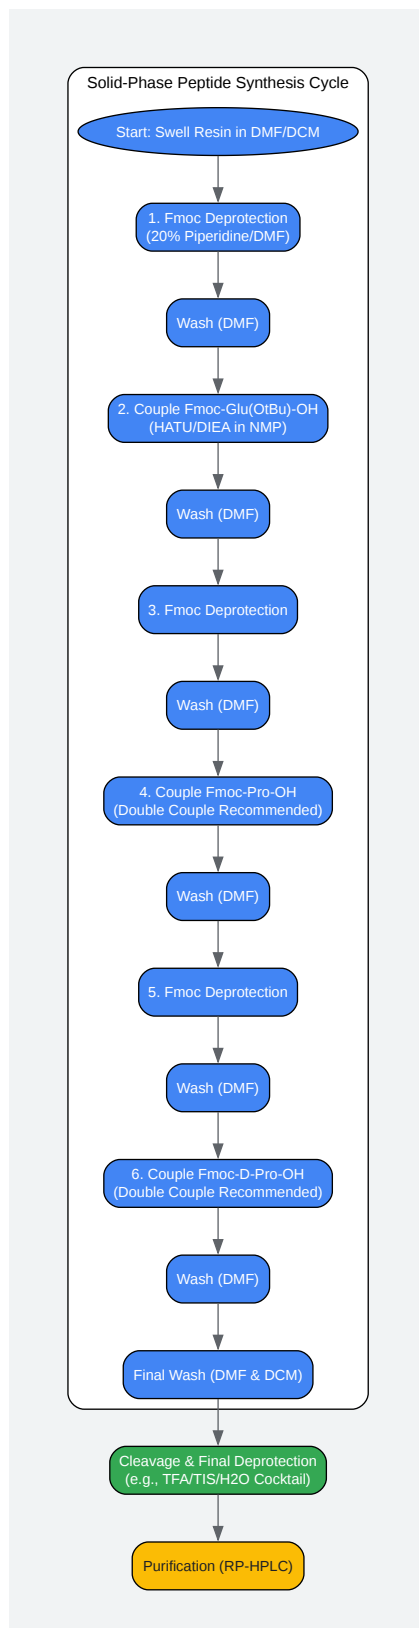 Solid-Phase Peptide Synthesis Cycle
Start: Swell Resin in DMF/DCM
1. Fmoc Deprotection
(20% Piperidine/DMF)
Wash (DMF)
2. Couple Fmoc-Glu(OtBu)-OH
(HATU/DIEA in NMP)
Wash (DMF)
3. Fmoc Deprotection
Wash (DMF)
4. Couple Fmoc-Pro-OH
(Double Couple Recommended)
Wash (DMF)
5. Fmoc Deprotection
Wash (DMF)
6. Couple Fmoc-D-Pro-OH
(Double Couple Recommended)
Wash (DMF)
Final Wash (DMF & DCM)
Cleavage & Final Deprotection
(e.g., TFA/TIS/H2O Cocktail)
Purification (RP-HPLC)